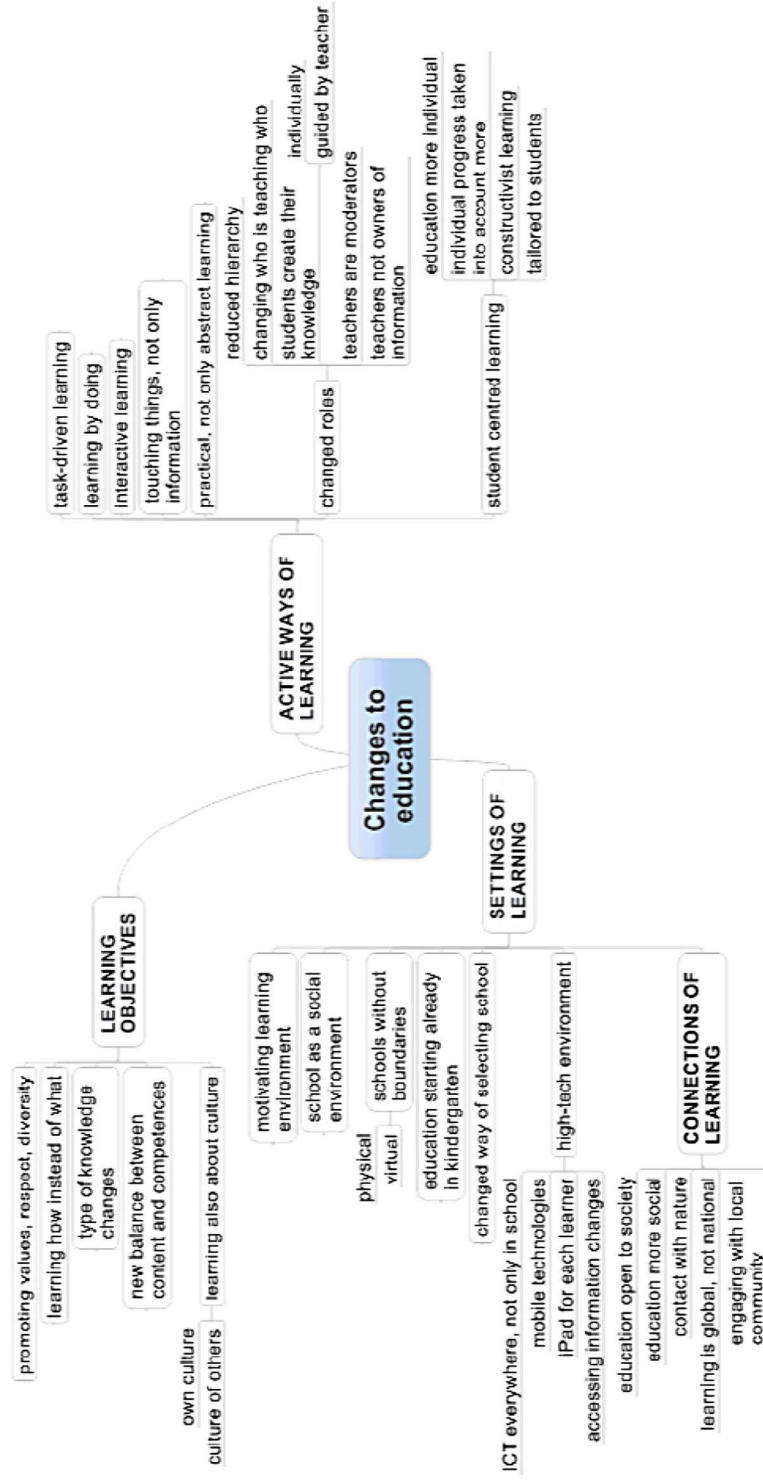 Changes to
education
LEARNING
OBJECTIVES
promoting values, respect, diversity
learning how instead of what
type of knowledge
changes
new balance between
content and competences
learning also about culture
own culture
culture of others
ACTIVE WAYS OF
LEARNING
task-driven learning
learning by doing
interactive learning
touching things, not only
information
practical, not only abstract learning
changed roles
reduced hierarchy
changing who is teaching who
students create their
knowledge
individually
guided by teacher
teachers are moderators
teachers not owners of
information
student centred learning
education more individual
individual progress taken
into account more
constructivist learning
tailored to students
SETTINGS OF
LEARNING
motivating learning
environment
school as a social
environment
schools without
boundaries
physical
virtual
education starting already
in kindergarten
changed way of selecting school
high-tech environment
ICT everywhere, not only in school
mobile technologies
iPad for each learner
accessing information changes
CONNECTIONS OF
LEARNING
education open to society
education more social
contact with nature
learning is global, not national
engaging with local
community